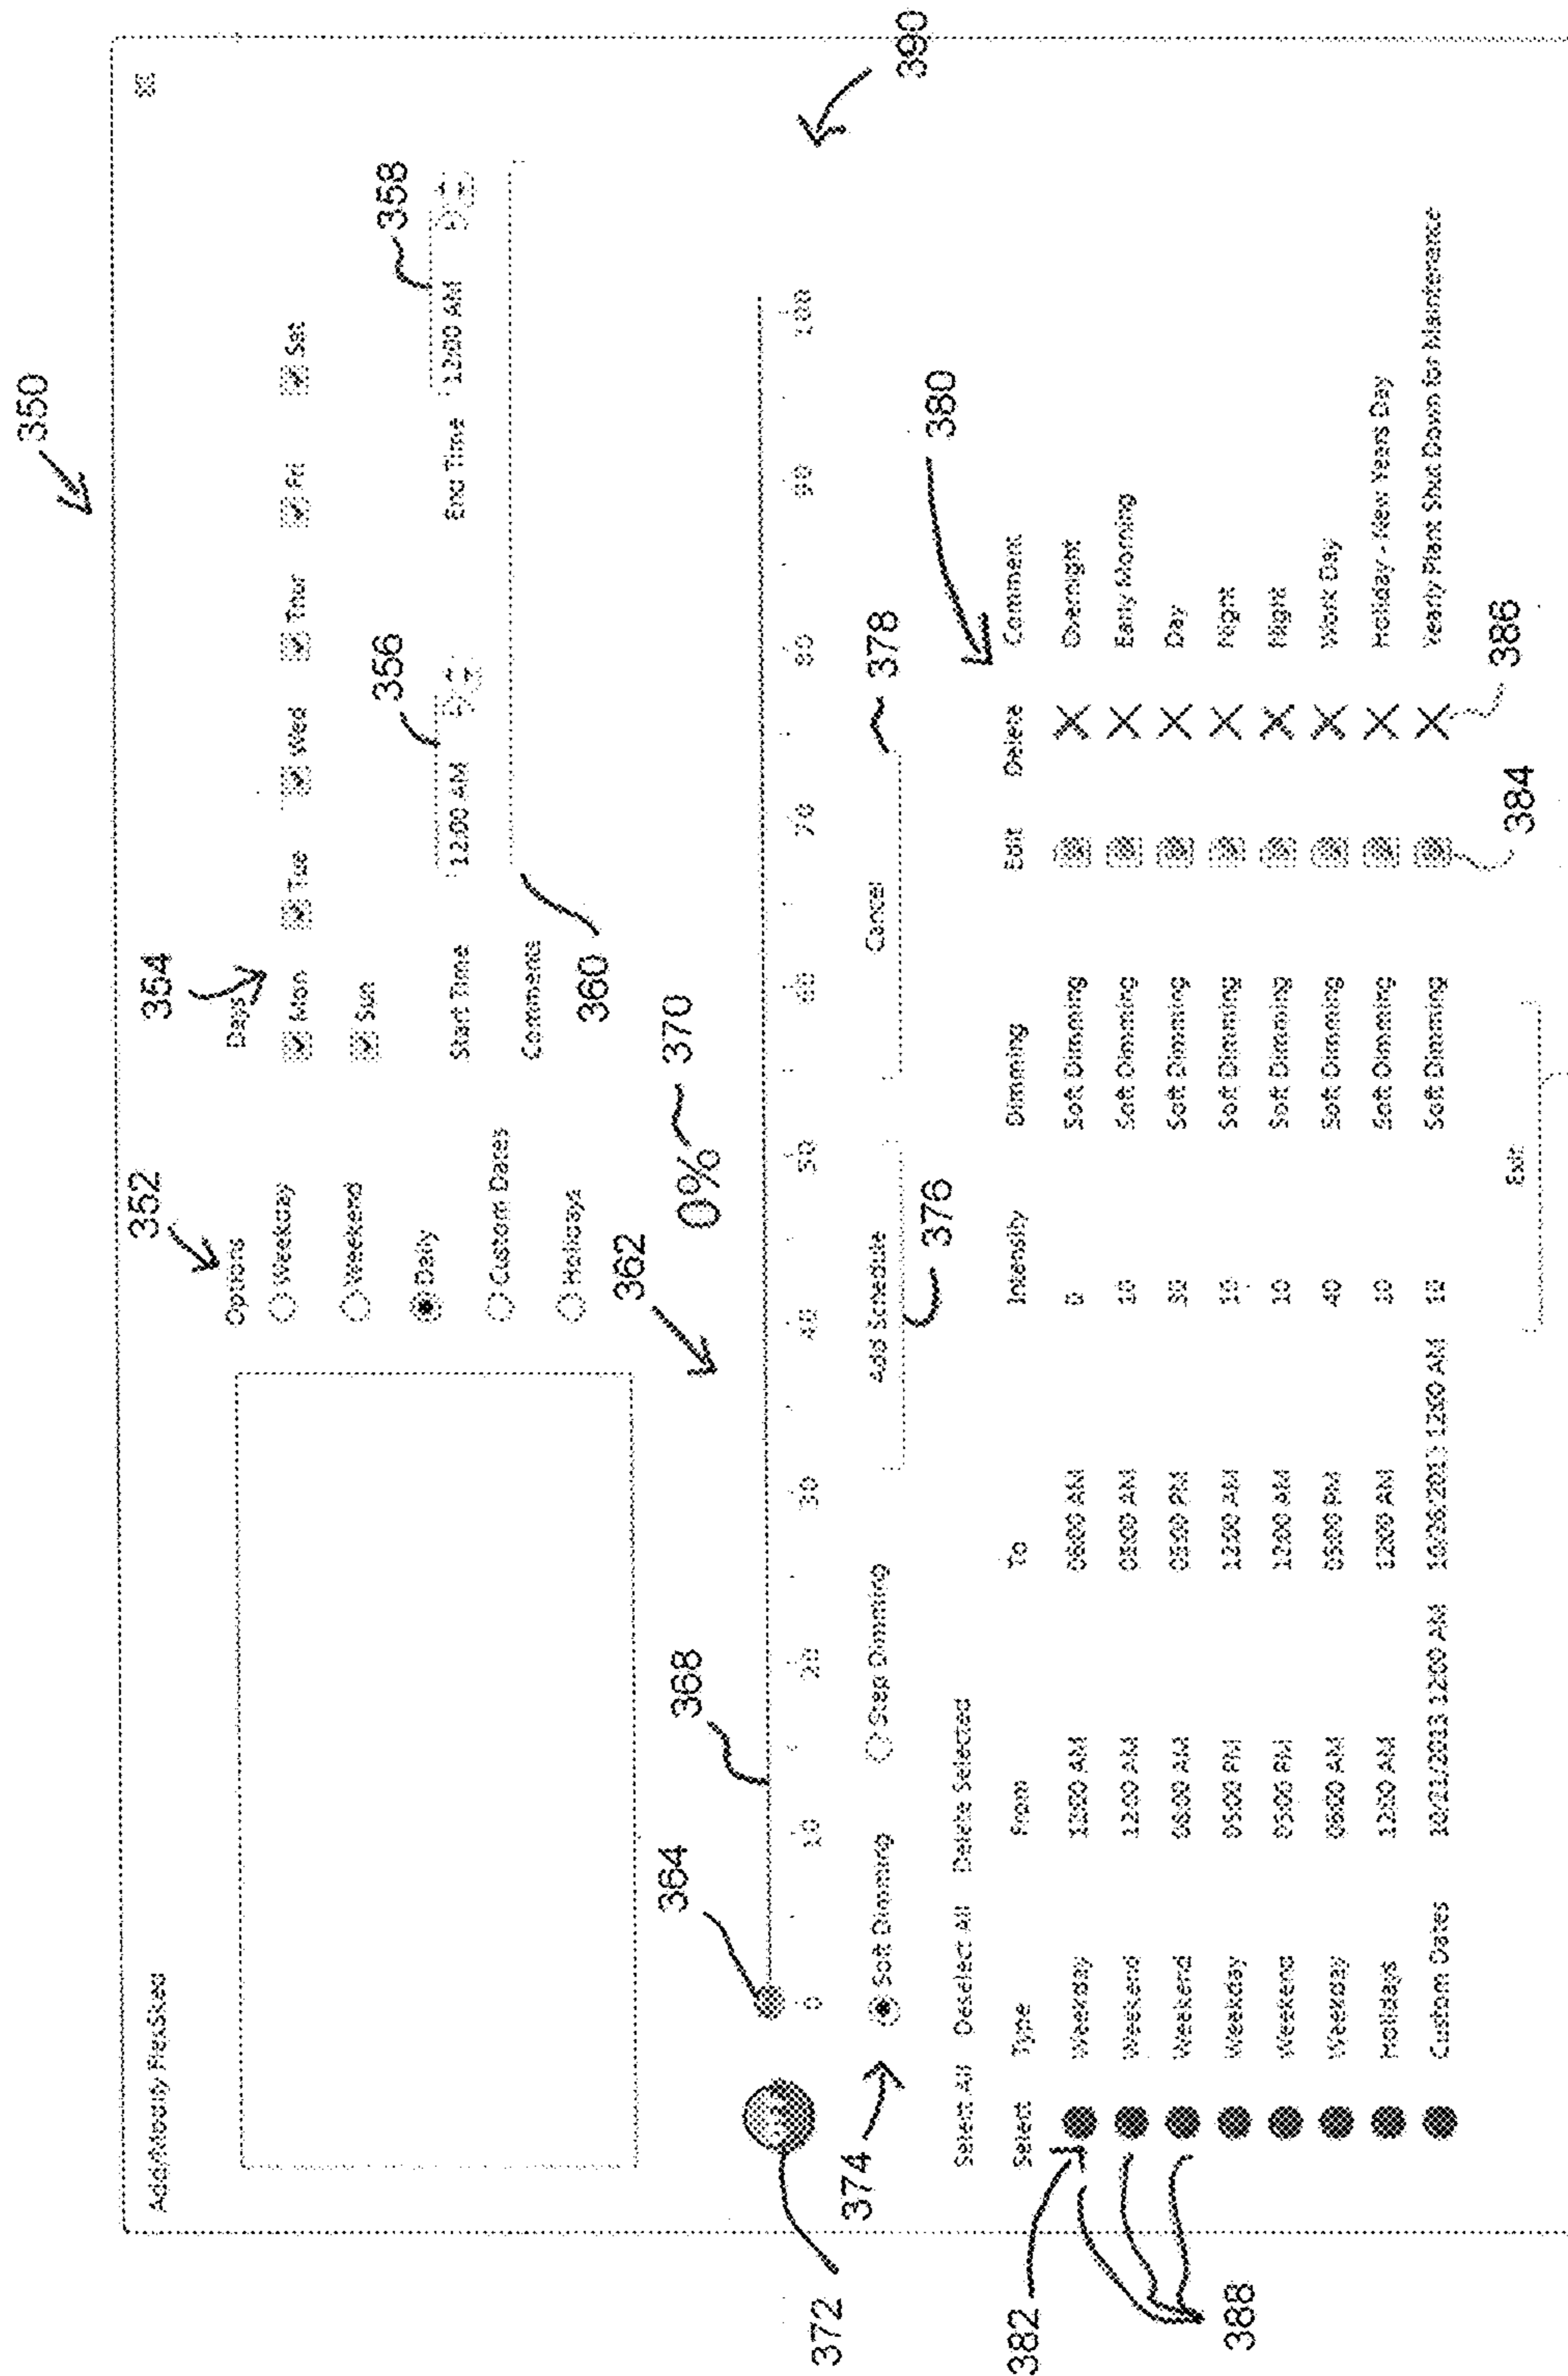 350
Add/Modify FlexSked
352
354
Options
Days
Weekday
Mon Tue Wed Thur Fri Sat
Weekend
Sun
356
358
Daily
Start Time 12:00 AM End Time 12:00 AM
Custom Dates
Comments
Holidays
360
362
364
368
0%
370
390
372
0 10 20 30 40 50 60 70 80 90 100
374
Soft Dimming Step Dimming Add Schedule Cancel
376
378
380
Select All Deselect All Delete Selected
Select Type From To Intensity Dimming Edit Delete Comment
382
Weekday 12:00 AM 06:00 AM 0 Soft Dimming Overnight
Weekend 12:00 AM 08:00 AM 10 Soft Dimming Early Morning
Weekend 08:00 AM 05:00 PM Soft Dimming Day
Weekday 05:00 PM 12:00 AM 10 Soft Dimming Night
Weekend 05:00 PM 12:00 AM 10 Soft Dimming Night
Weekday 06:00 AM 05:00 PM 40 Soft Dimming Work Day
Holidays 12:00 AM 12:00 AM 10 Soft Dimming Holiday - New Years Day
Custom Dates 12:00 AM 12:00 AM 10 Soft Dimming Yearly Plant Shut Down for Maintenance
388
384
386
Exit